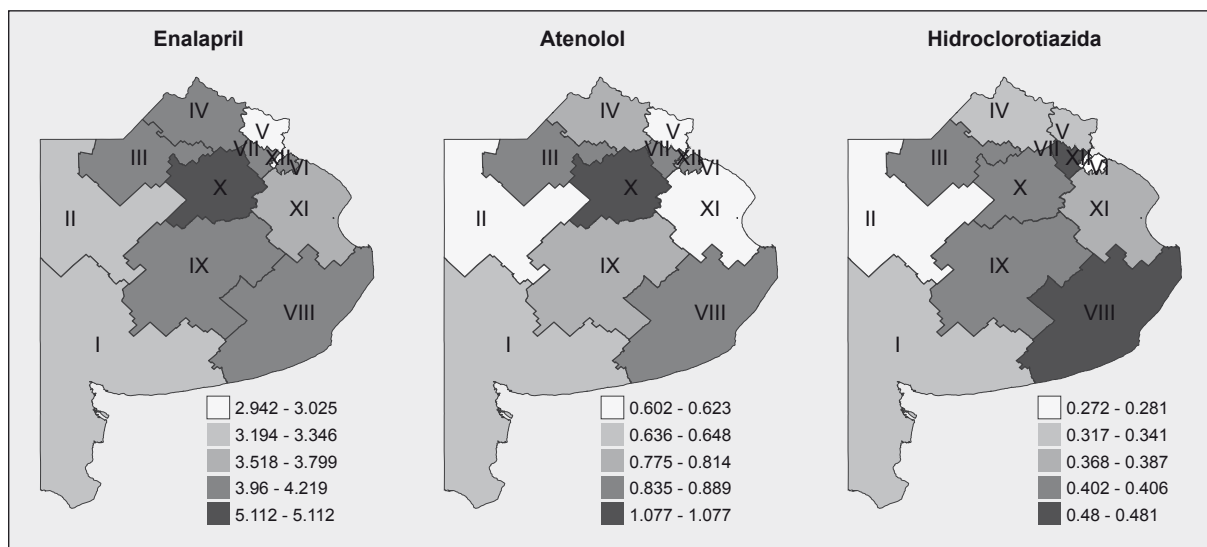 Enalapril
IV
V
III
VII
XII
VI
X
II
XI
IX
VIII
I
2.942 - 3.025
3.194 - 3.346
3.518 - 3.799
3.96 - 4.219
5.112 - 5.112
Atenolol
IV
V
III
VII
XII
VI
X
II
XI
IX
VIII
I
0.602 - 0.623
0.636 - 0.648
0.775 - 0.814
0.835 - 0.889
1.077 - 1.077
Hidroclorotiazida
IV
V
III
VII
XII
VI
X
II
XI
IX
VIII
I
0.272 - 0.281
0.317 - 0.341
0.368 - 0.387
0.402 - 0.406
0.48 - 0.481